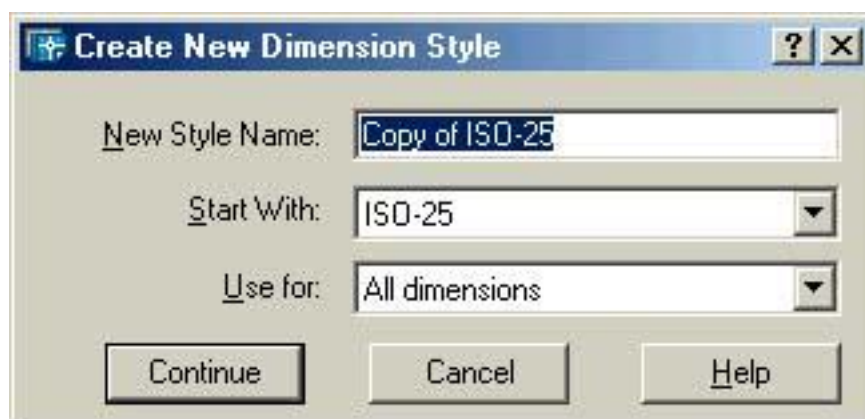 Create New Dimension Style
New Style Name: Copy of ISO-25
Start With: ISO-25
Use for: All dimensions
Continue Cancel Help